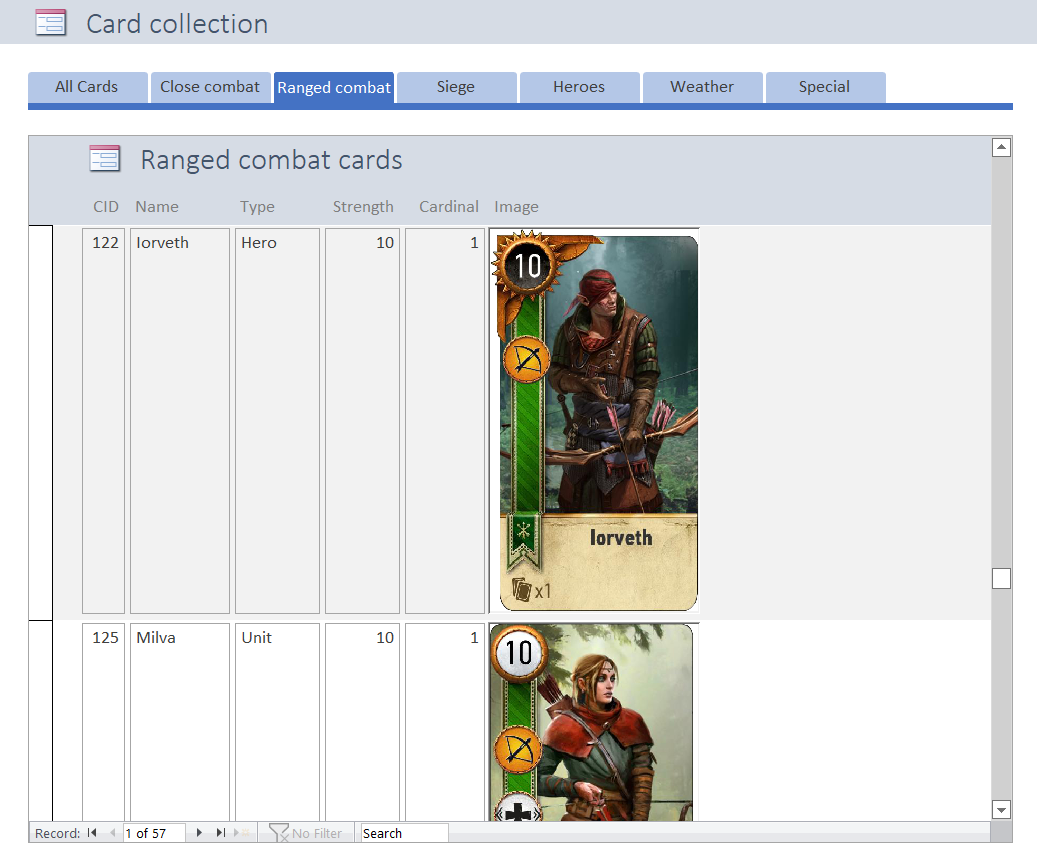 Card collection
All Cards Close combat Ranged combat Siege Heroes Weather Special
Ranged combat cards
CID Name Type Strength Cardinal Image
122 Iorveth Hero 10 1
10
Iorveth
x1
125 Milva Unit 10 1
10
Record: 1 of 57 No Filter Search